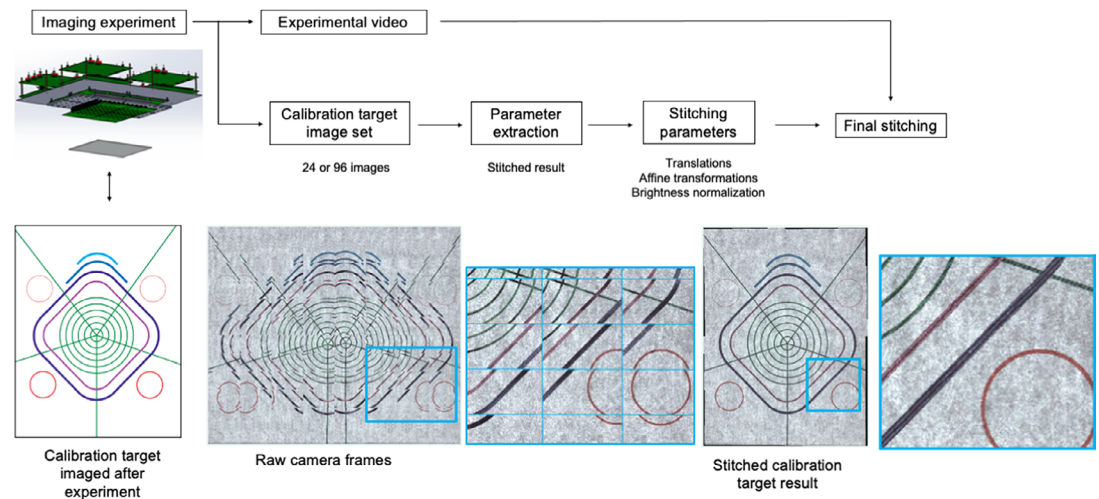 Imaging experiment
Experimental video
Calibration target
image set
Parameter
extraction
Stitching
parameters
Final stitching
24 or 96 images
Stitched result
Translations
Affine transformations
Brightness normalization
Calibration target
imaged after
experiment
Raw camera frames
Stitched calibration
target result